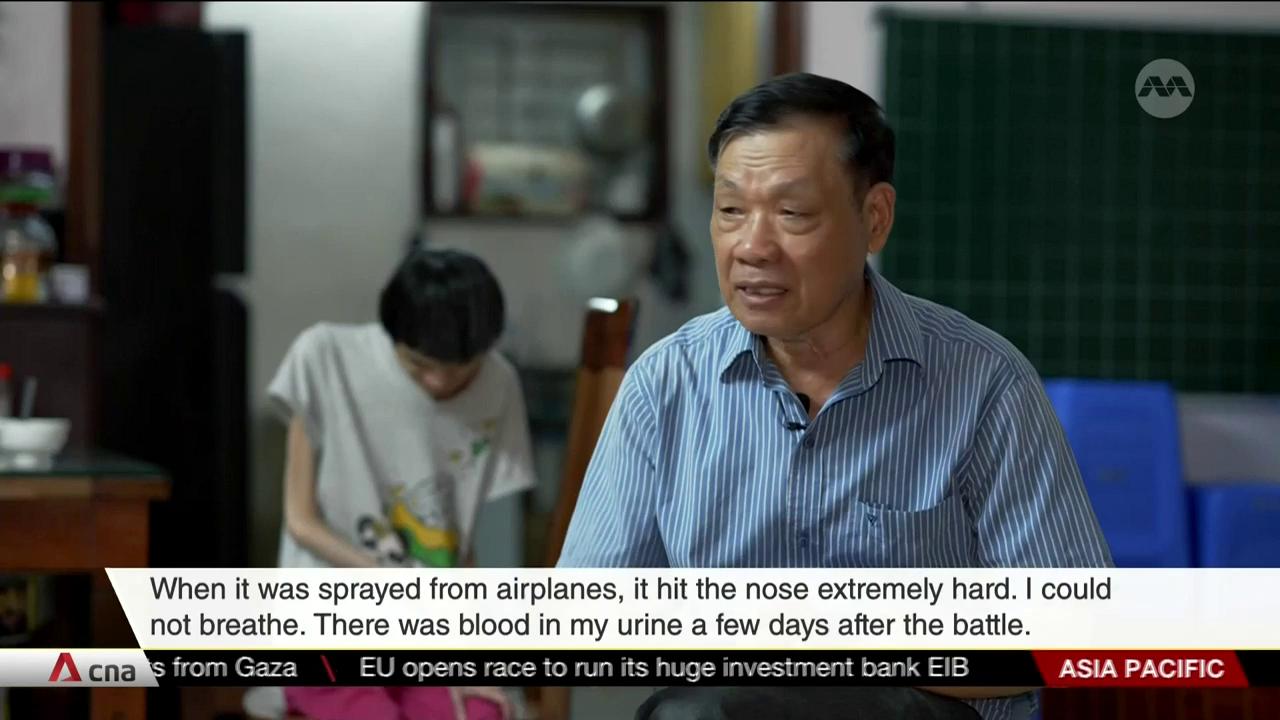 When it was sprayed from airplanes, it hit the nose extremely hard. I could
not breathe. There was blood in my urine a few days after the battle.
cna
s from Gaza \ EU opens race to run its huge investment bank EIB
ASIA PACIFIC